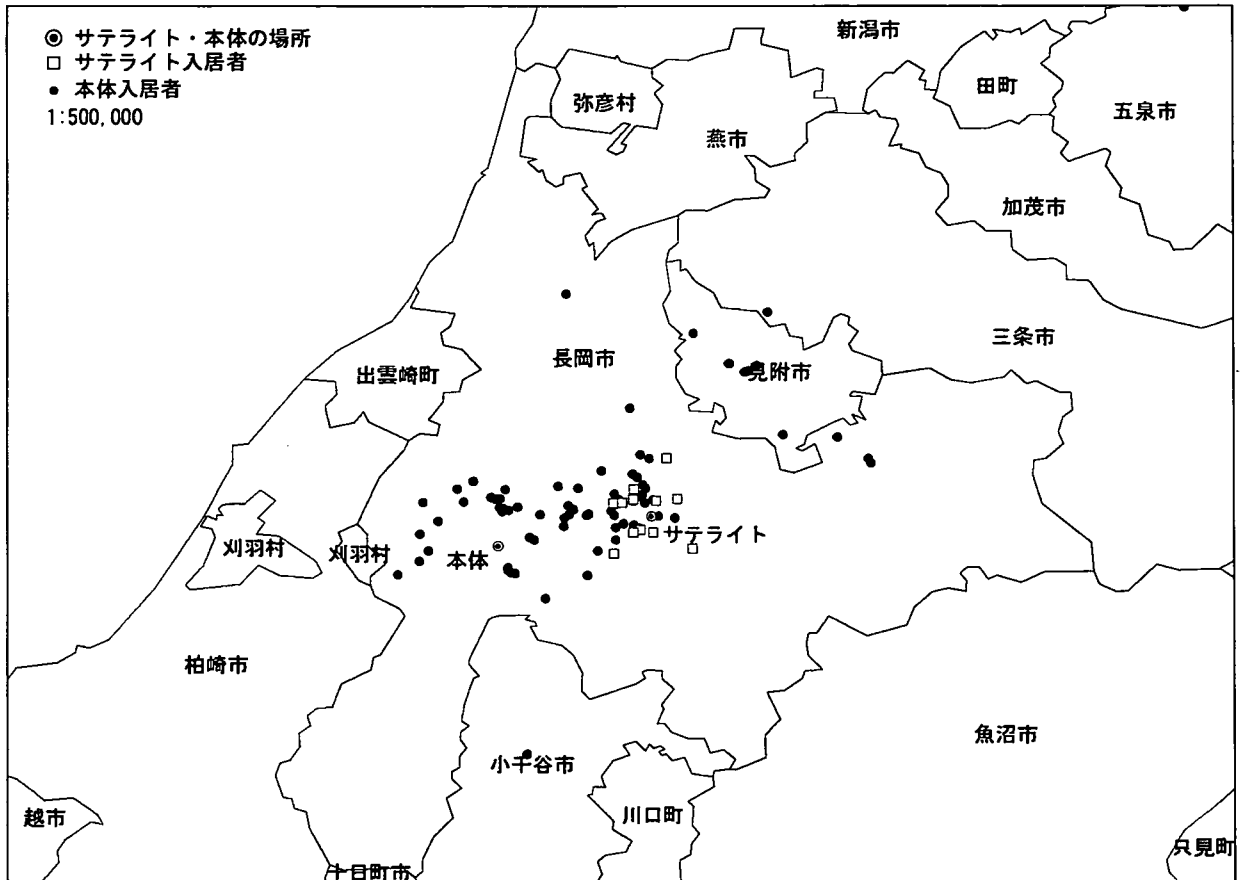 サテライト・本体の場所
サテライト入居者
本体入居者
1:500,000
新潟市
田町
弥彦村
五泉市
燕市
加茂市
三条市
長岡市
出雲崎町
見附市
サテライト
刈羽村
刈羽村
本体
柏崎市
魚沼市
小千谷市
川口町
越市
只見町
十日町市